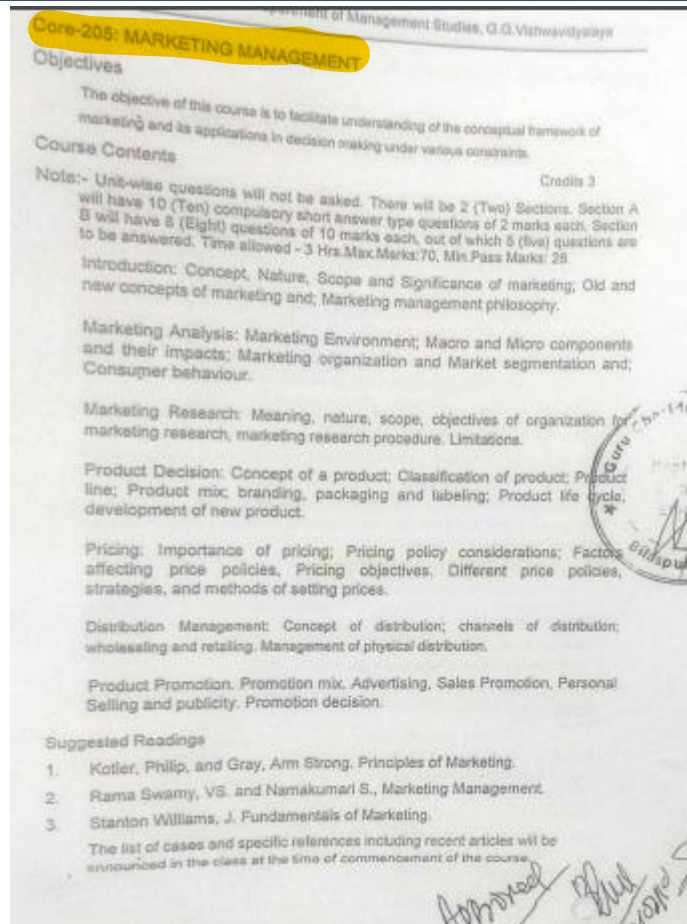 Department of Management Studies, G.G.Vishwavidyalaya
Core-205: MARKETING MANAGEMENT
Objectives
The objective of this course is to facilitate understanding of the conceptual framework of
marketing and its applications in decision making under various constraints.
Course Contents
Credits 3
Note:- Unit-wise questions will not be asked. There will be 2 (Two) Sections. Section A
will have 10 (Ten) compulsory short answer type questions of 2 marks each. Section
B will have 8 (Eight) questions of 10 marks each, out of which 5 (five) questions are
to be answered. Time allowed - 3 Hrs.Max.Marks:70, Min.Pass Marks: 28.
Introduction: Concept, Nature, Scope and Significance of marketing; Old and
new concepts of marketing and; Marketing management philosophy.
Marketing Analysis: Marketing Environment; Macro and Micro components
and their impacts; Marketing organization and Market segmentation and;
Consumer behaviour.
Marketing Research: Meaning, nature, scope, objectives of organization for
marketing research, marketing research procedure. Limitations.
Product Decision: Concept of a product; Classification of product; Product
line; Product mix; branding, packaging and labeling; Product life cycle,
development of new product.
Pricing: Importance of pricing; Pricing policy considerations; Factors
affecting price policies, Pricing objectives. Different price policies,
strategies, and methods of setting prices.
Distribution Management: Concept of distribution; channels of distribution;
wholesaling and retailing. Management of physical distribution.
Product Promotion. Promotion mix, Advertising, Sales Promotion, Personal
Selling and publicity. Promotion decision.
Suggested Readings
1. Kotler, Philip, and Gray, Arm Strong. Principles of Marketing.
2. Rama Swamy, VS. and Namakumari S., Marketing Management.
3. Stanton Williams, J. Fundamentals of Marketing.
The list of cases and specific references including recent articles will be
announced in the class at the time of commencement of the course.
Guru
Bilaspu
Approved